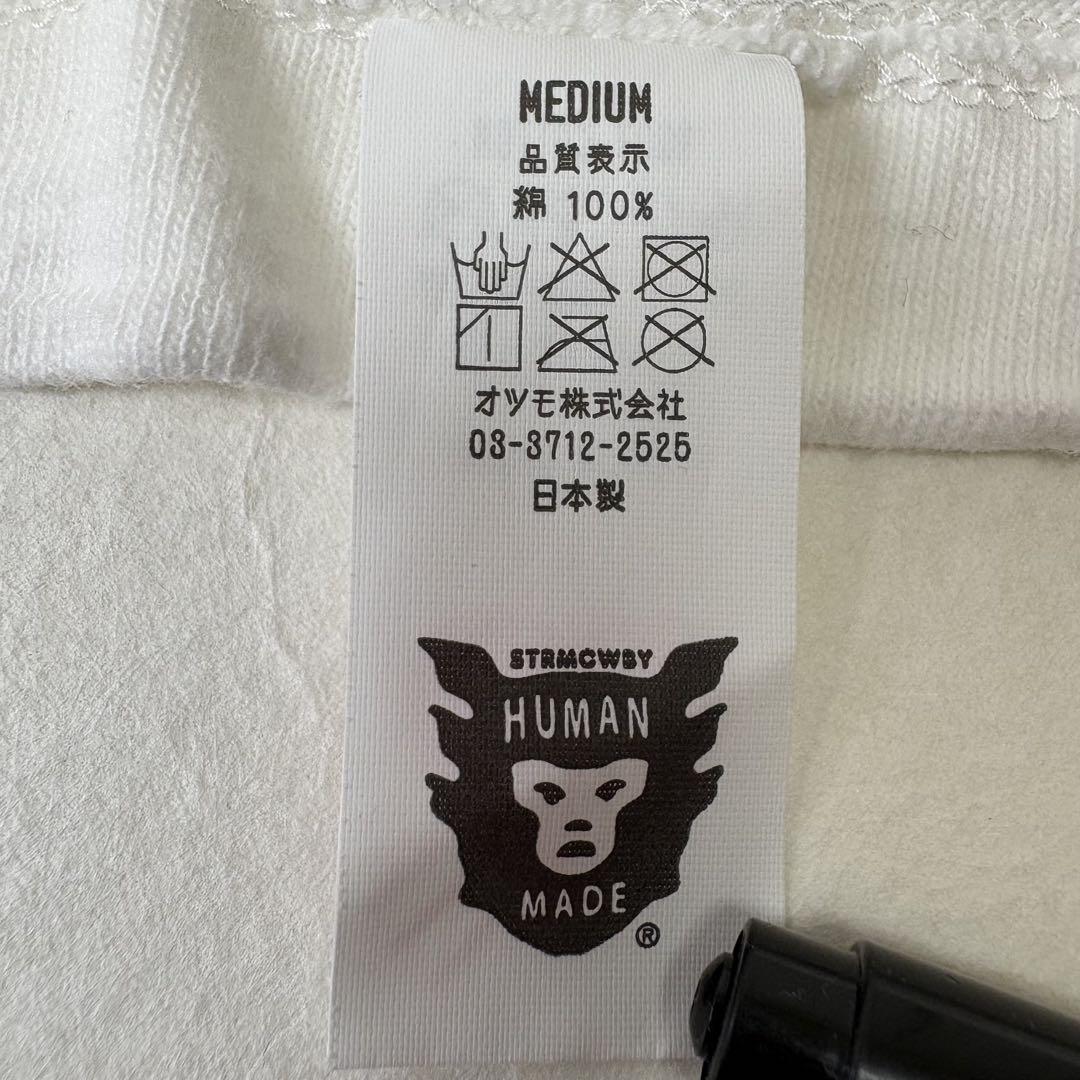 MEDIUM
品質表示
綿 100%
オツモ株式会社
03-3712-2525
日本製
STRMCWBY
HUMAN
MADE
®